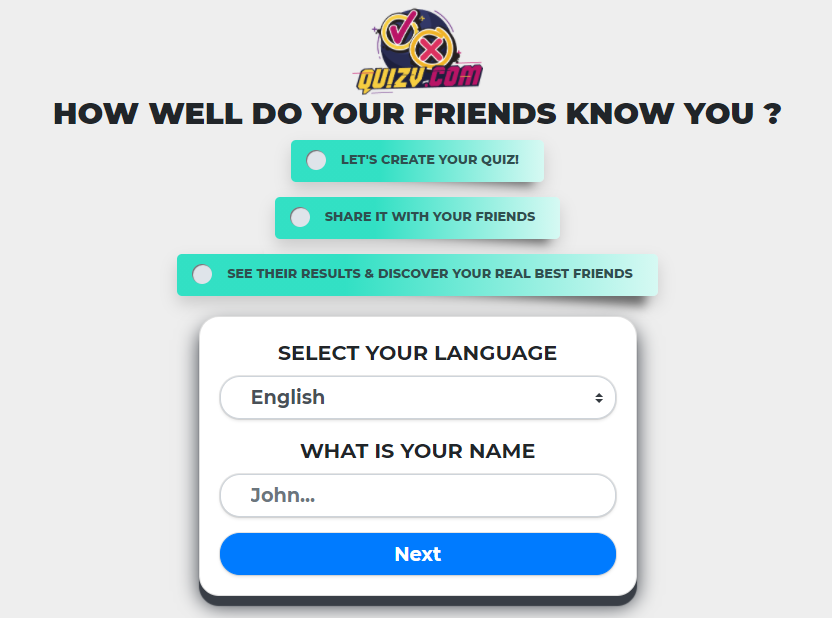 QUIZY.COM
HOW WELL DO YOUR FRIENDS KNOW YOU ?
LET'S CREATE YOUR QUIZ!
SHARE IT WITH YOUR FRIENDS
SEE THEIR RESULTS & DISCOVER YOUR REAL BEST FRIENDS
SELECT YOUR LANGUAGE
English
WHAT IS YOUR NAME
John...
Next